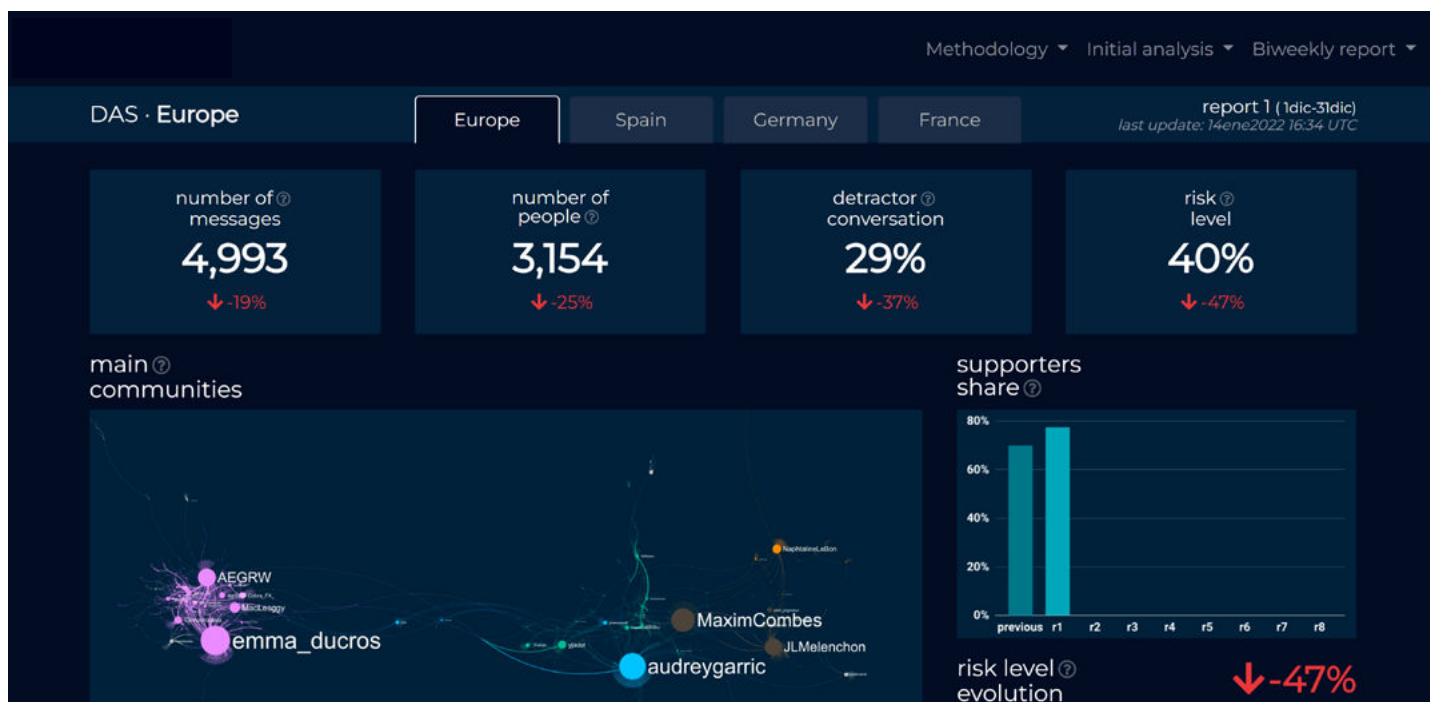 Methodology Initial analysis Biweekly report
DAS · Europe
Europe Spain Germany France
report 1 ( 1dic-31dic)
last update: 14ene2022 16:34 UTC
number of ?
messages
4,993
-19%
number of
people ?
3,154
-25%
detractor ?
conversation
29%
-37%
risk ?
level
40%
-47%
main ?
communities
AEGRW
MacLesggy
emma_ducros
NaphtalineLeBon
MaximCombes
JLMelenchon
audreygarric
supporters
share ?
80%
60%
40%
20%
0%
previous r1 r2 r3 r4 r5 r6 r7 r8
risk level ?
evolution
-47%